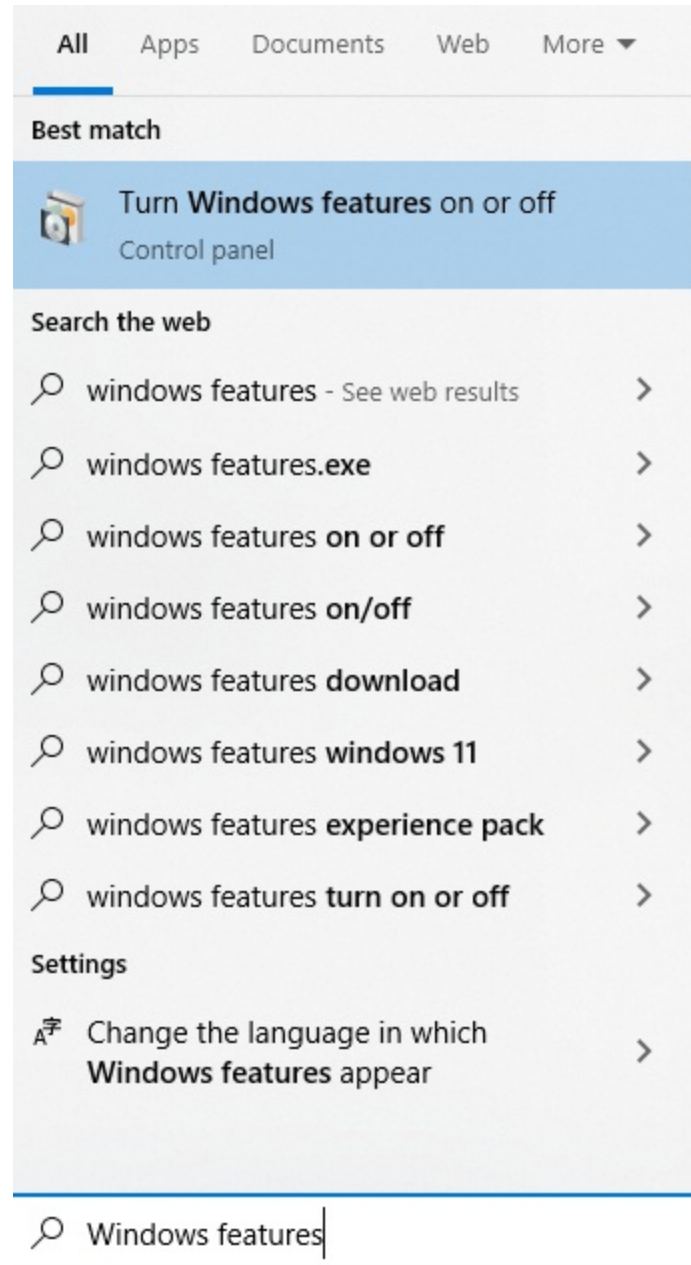 All Apps Documents Web More
Best match
Turn Windows features on or off
Control panel
Search the web
windows features - See web results
windows features.exe
windows features on or off
windows features on/off
windows features download
windows features windows 11
windows features experience pack
windows features turn on or off
Settings
A字 Change the language in which
Windows features appear
Windows features